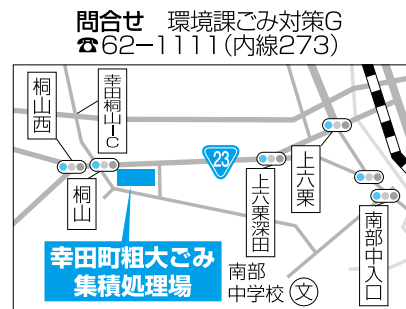 問合せ 環境課ごみ対策G
☎62−1111(内線273)
桐山西
幸田桐山IC
桐山
23
上六栗深田
上六栗
南部中入口
幸田町粗大ごみ
集積処理場
南部
中学校 文